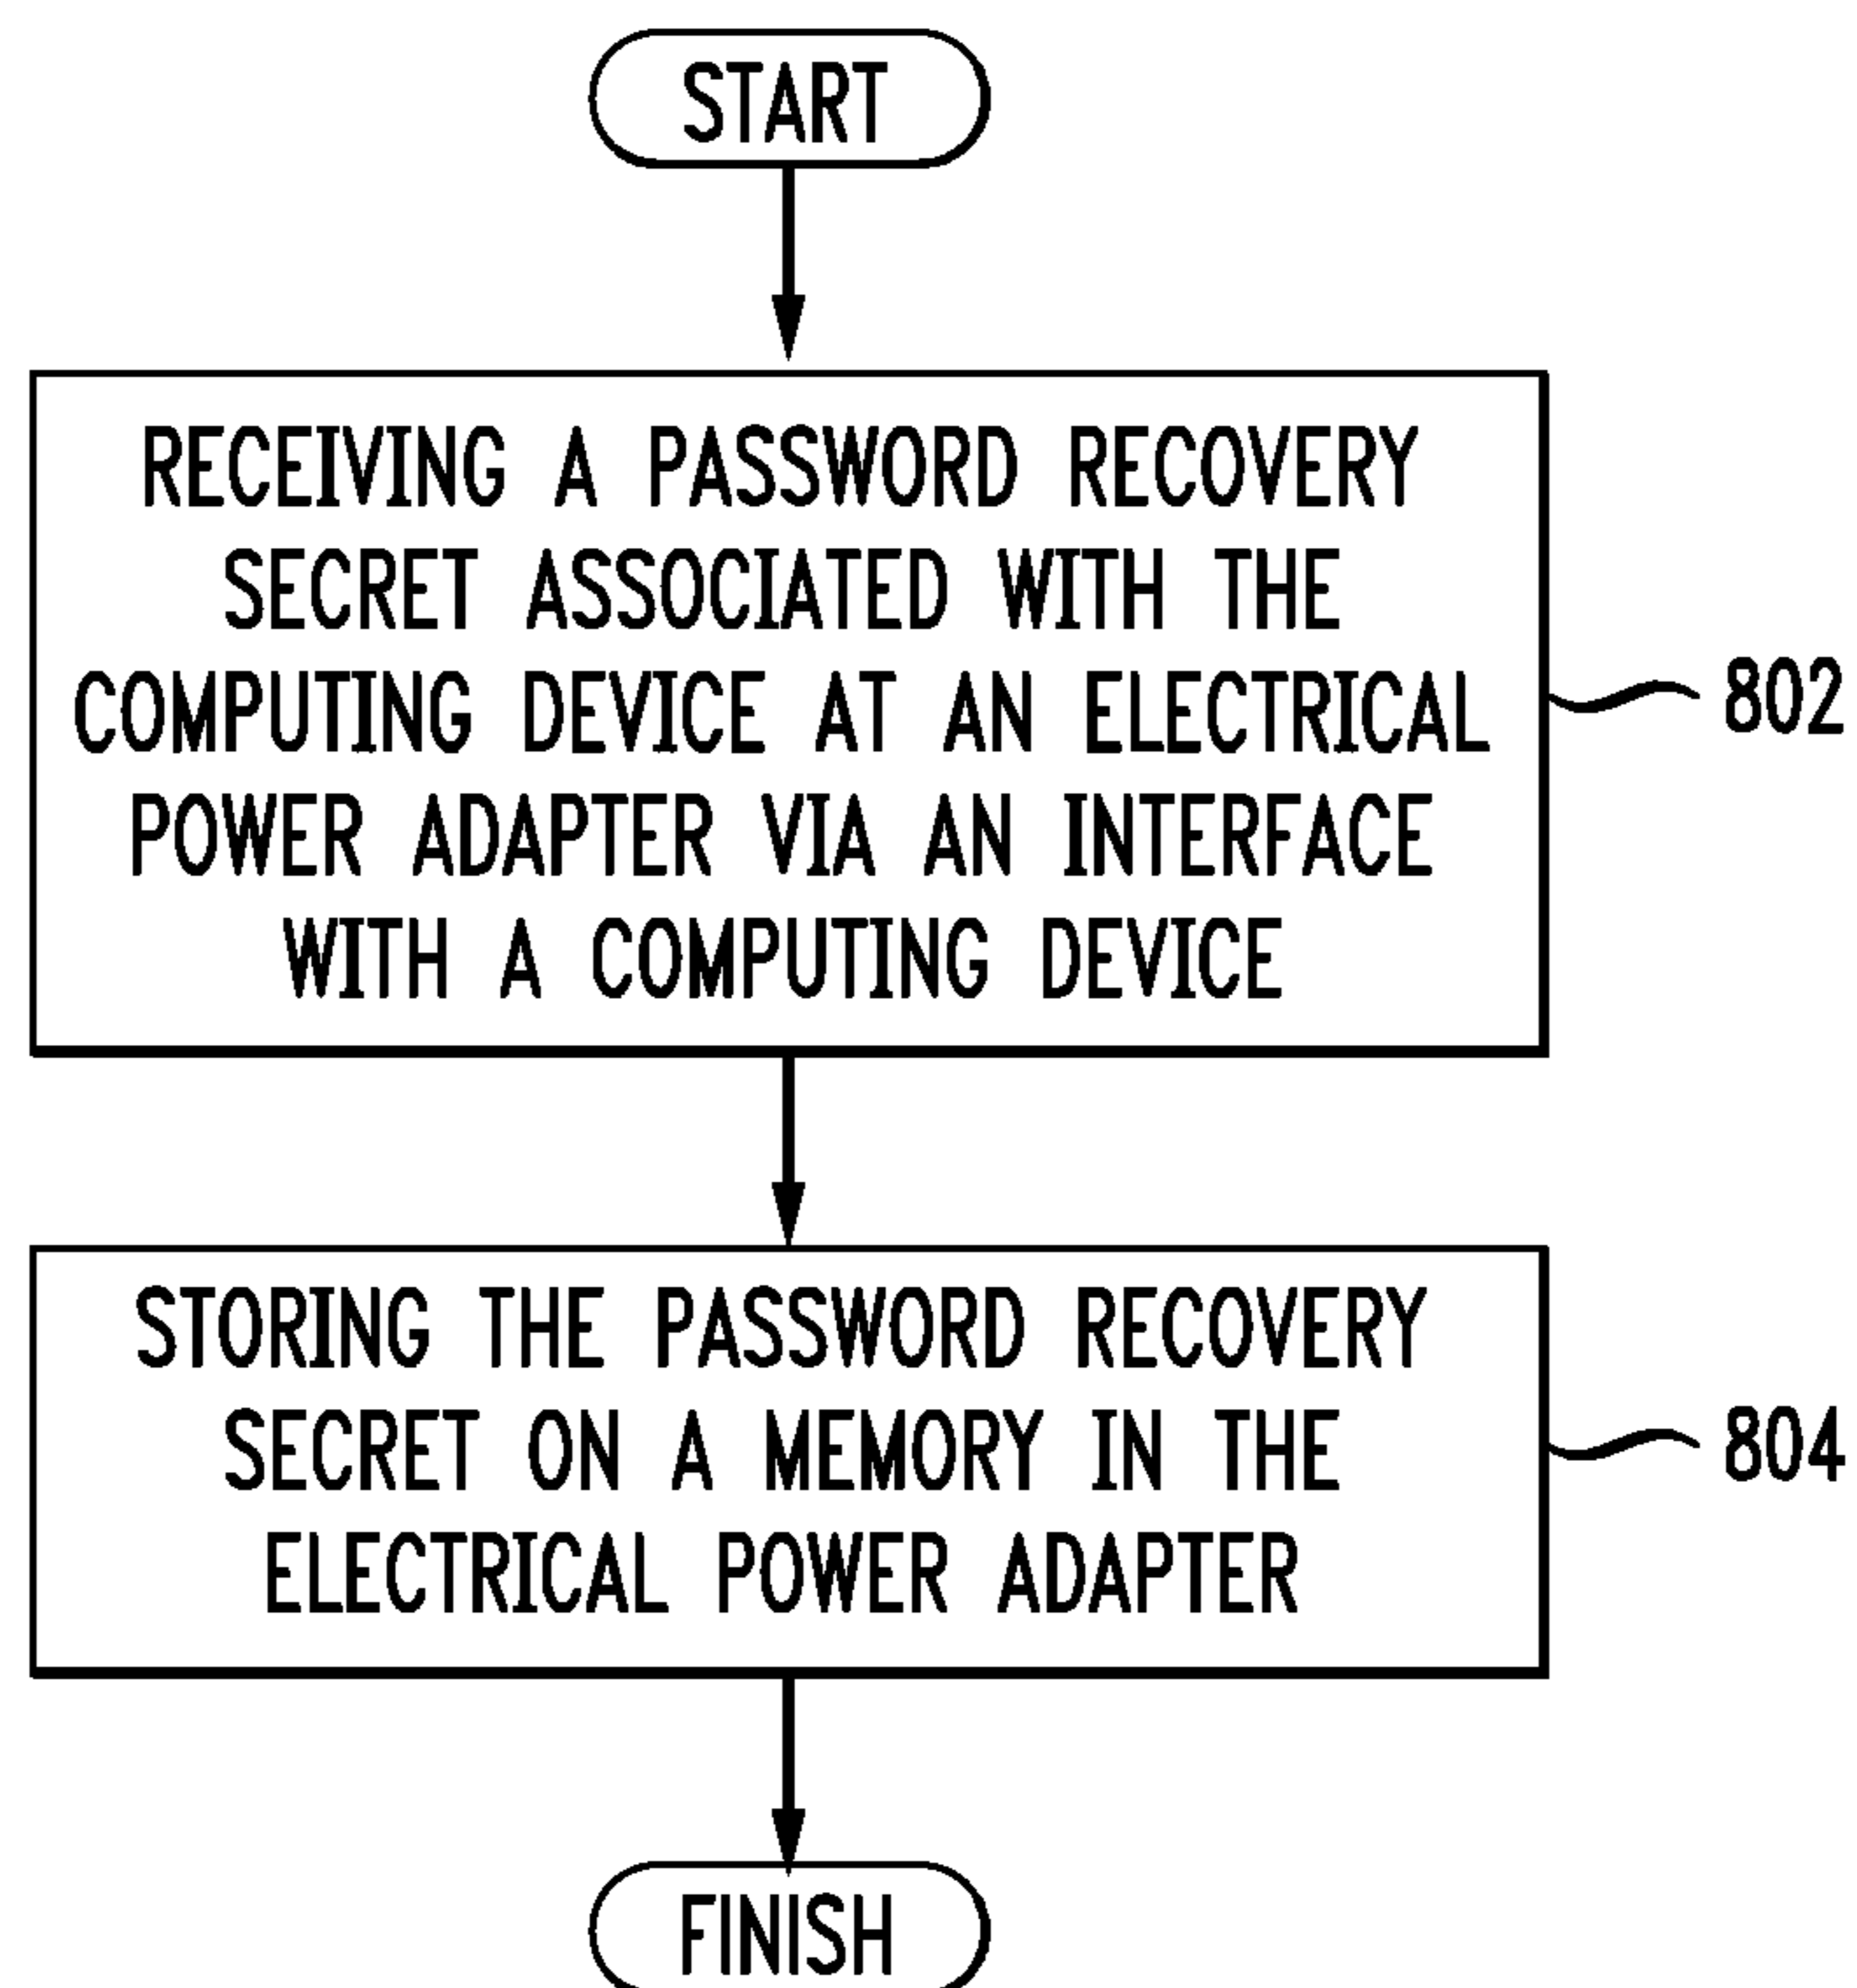 START
RECEIVING A PASSWORD RECOVERY
SECRET ASSOCIATED WITH THE
COMPUTING DEVICE AT AN ELECTRICAL
POWER ADAPTER VIA AN INTERFACE
WITH A COMPUTING DEVICE
802
STORING THE PASSWORD RECOVERY
SECRET ON A MEMORY IN THE
ELECTRICAL POWER ADAPTER
804
FINISH